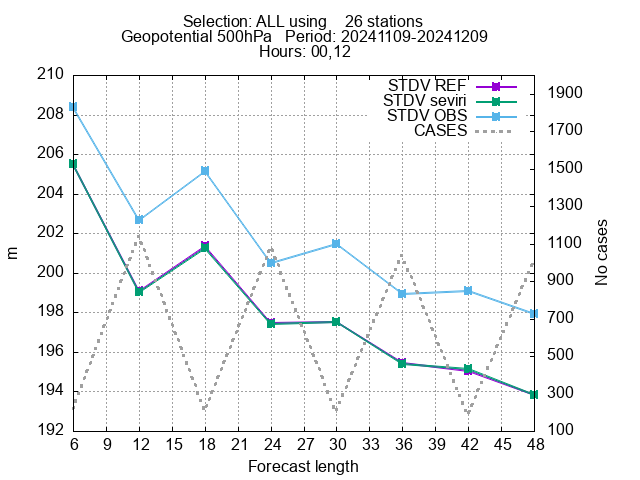 Selection: ALL using    26 stations
Geopotential 500hPa   Period: 20241109-20241209
Hours: 00,12
STDV REF
STDV seviri
STDV OBS
CASES
210
208
206
204
202
200
198
196
194
192
m
1900
1700
1500
1300
1100
900
700
500
300
100
No cases
6 9 12 15 18 21 24 27 30 33 36 39 42 45 48
Forecast length